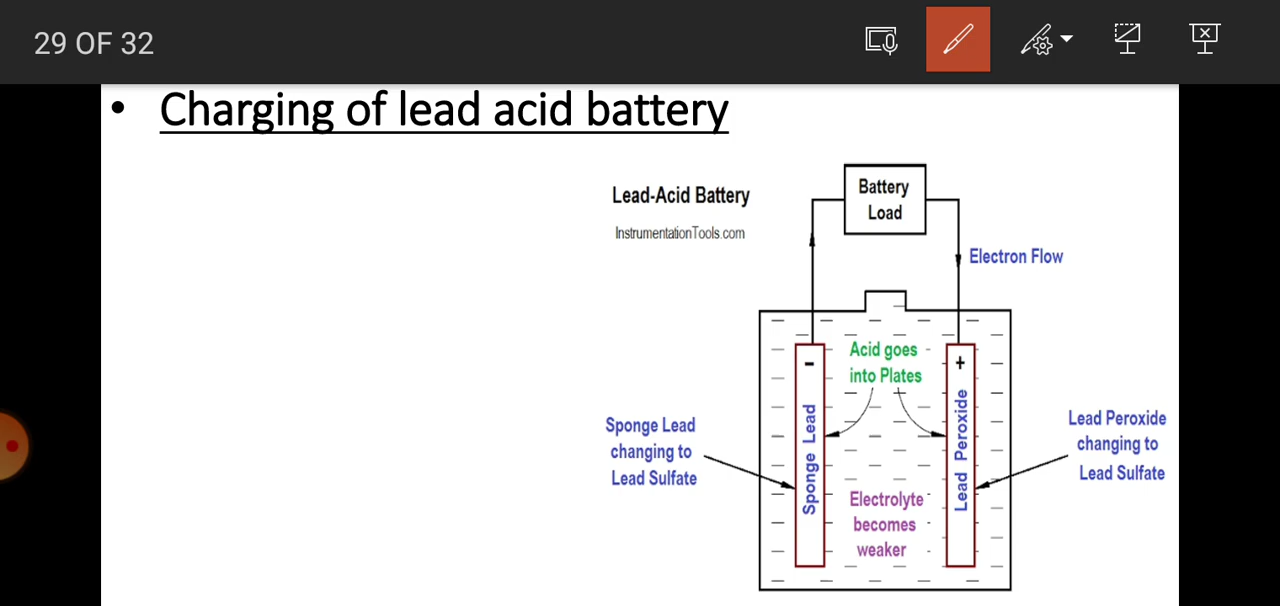 29 OF 32
• Charging of lead acid battery
Lead-Acid Battery
InstrumentationTools.com
Battery
Load
Electron Flow
Acid goes
into Plates
-
+
Sponge Lead
Lead Peroxide
Sponge Lead
changing to
Lead Sulfate
Lead Peroxide
changing to
Lead Sulfate
Electrolyte
becomes
weaker